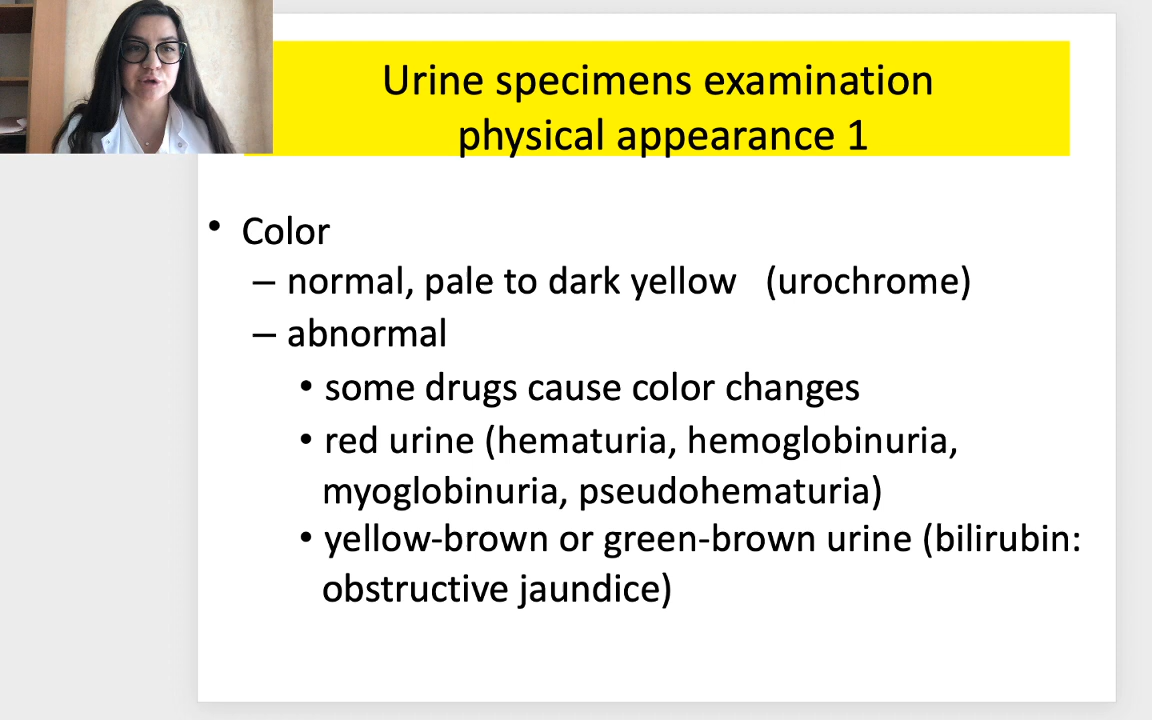 Urine specimens examination
physical appearance 1
• Color
– normal, pale to dark yellow (urochrome)
– abnormal
• some drugs cause color changes
• red urine (hematuria, hemoglobinuria,
myoglobinuria, pseudohematuria)
• yellow-brown or green-brown urine (bilirubin:
obstructive jaundice)